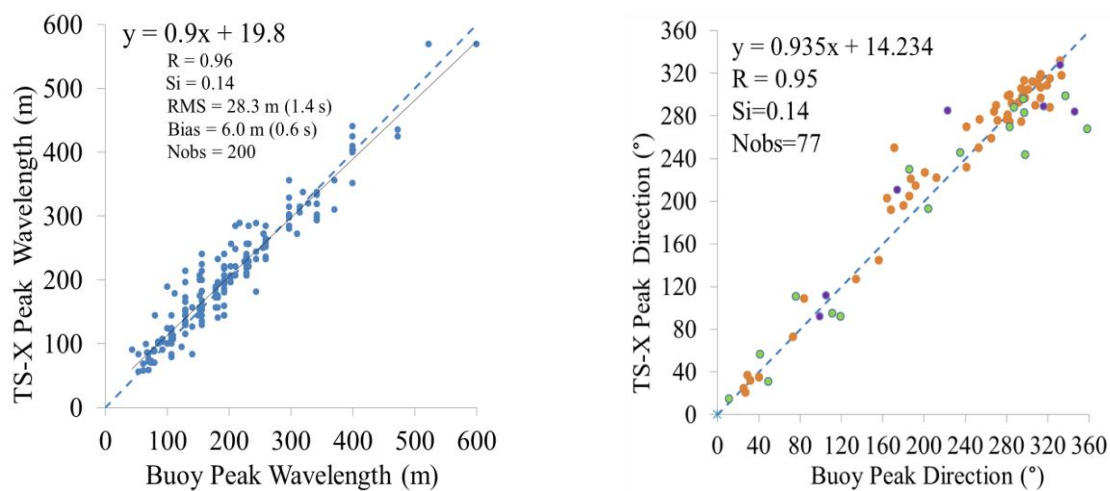 y = 0.9x + 19.8
R = 0.96
Si = 0.14
RMS = 28.3 m (1.4 s)
Bias = 6.0 m (0.6 s)
Nobs = 200
TS-X Peak Wavelength (m)
600
500
400
300
200
100
0
0 100 200 300 400 500 600
Buoy Peak Wavelength (m)
y = 0.935x + 14.234
R = 0.95
Si=0.14
Nobs=77
TS-X Peak Direction (°)
360
320
280
240
200
160
120
80
40
0
0 40 80 120 160 200 240 280 320 360
Buoy Peak Direction (°)